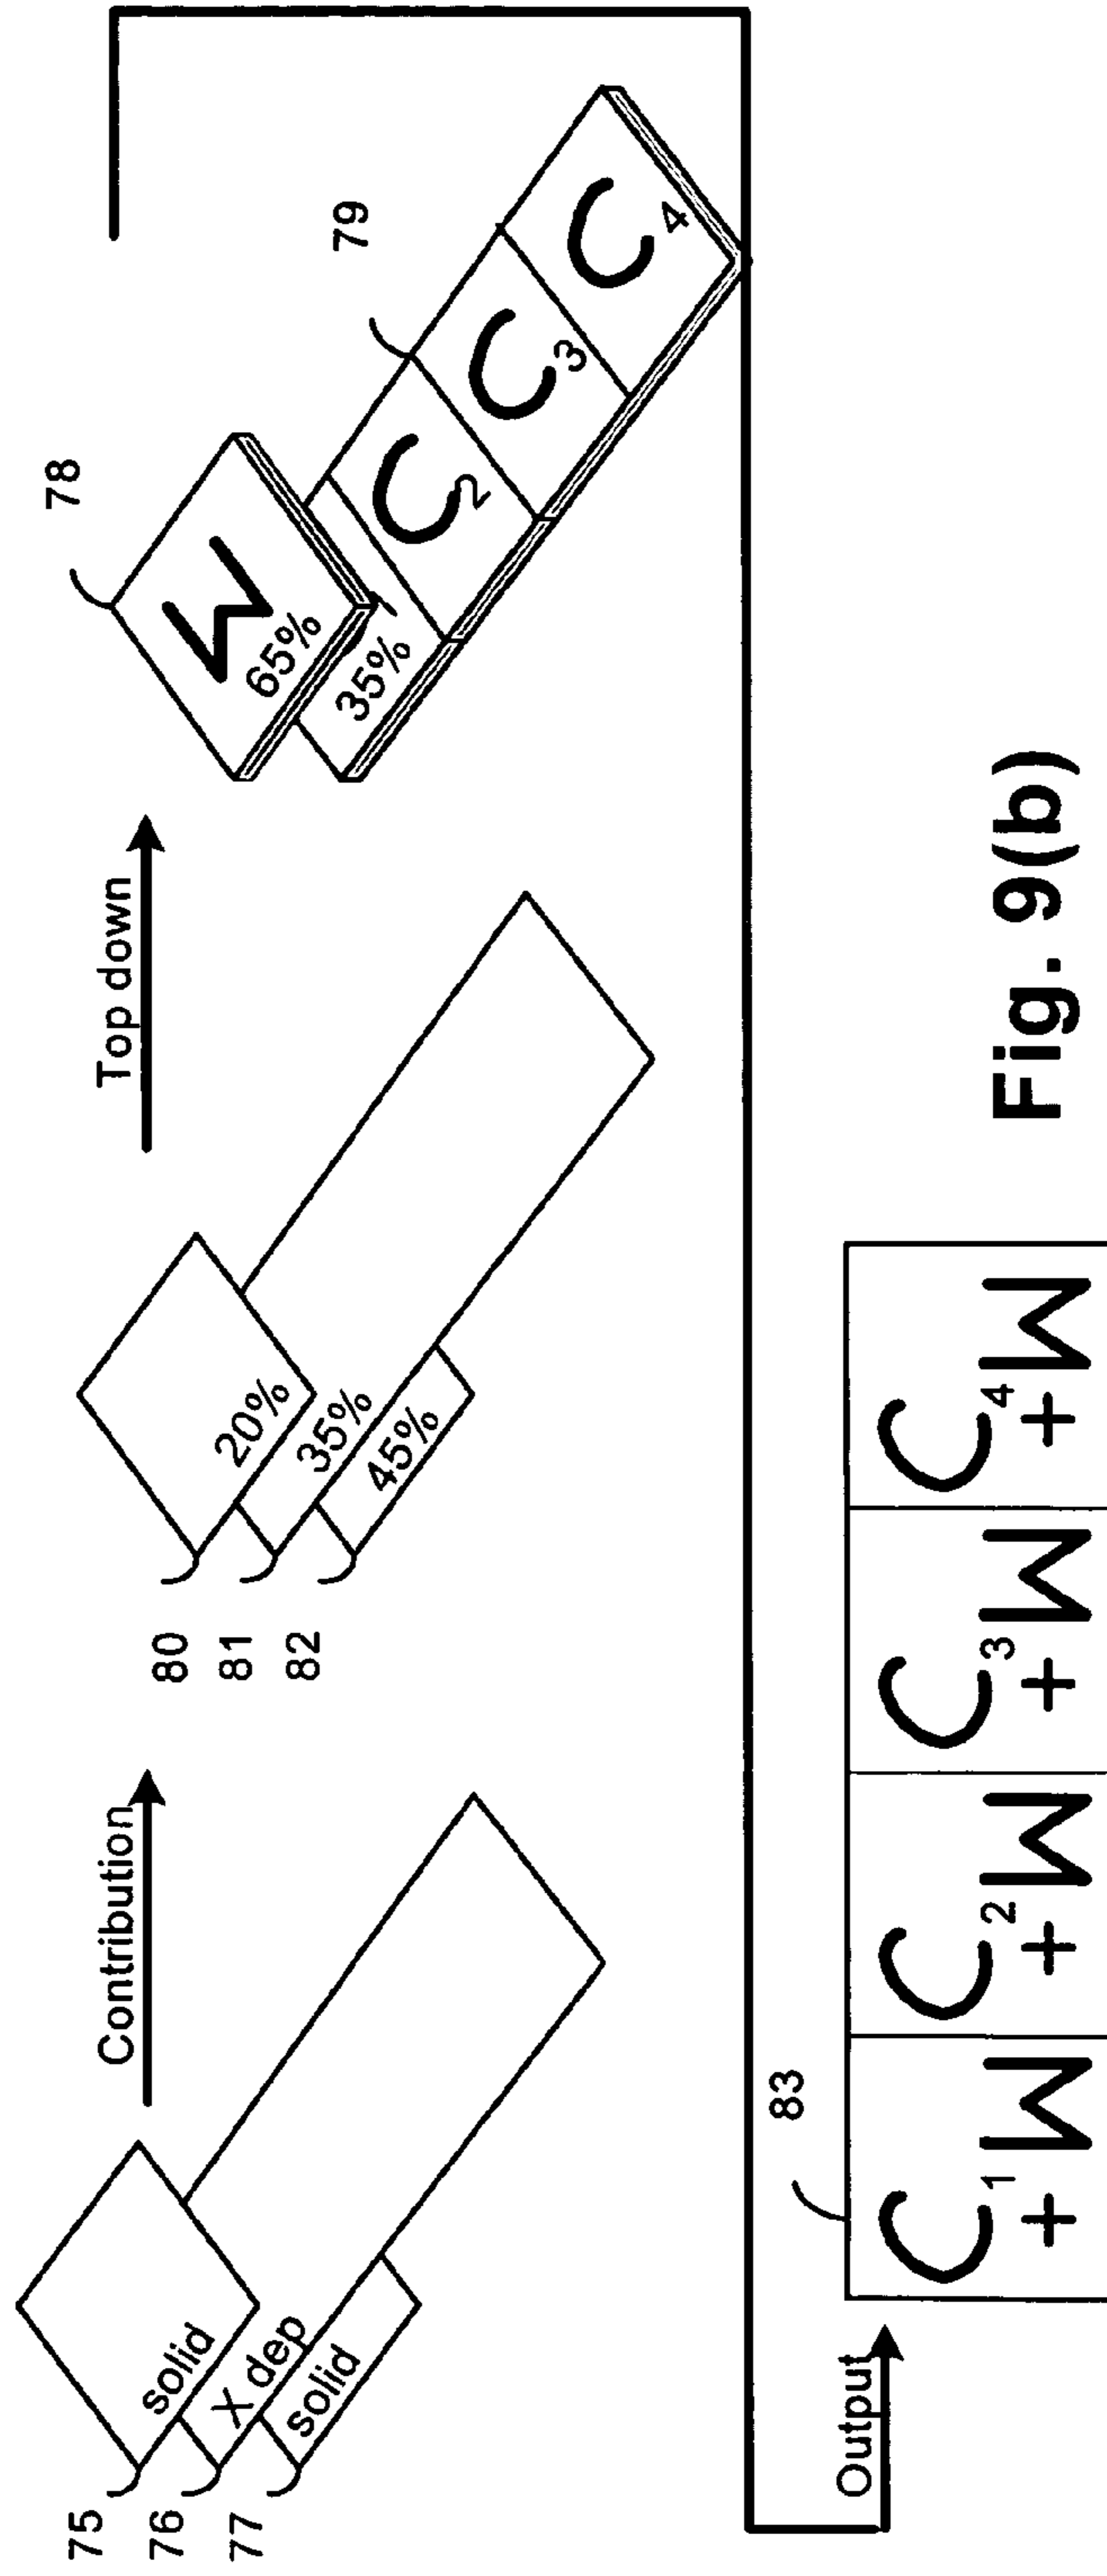 75
76
77
solid
X dep
solid
Contribution
80
81
82
20%
35%
45%
Top down
78
M
65%
35%
79
C2
C3
C4
Output
83
C1+M
C2+M
C3+M
C4+M
Fig. 9(b)